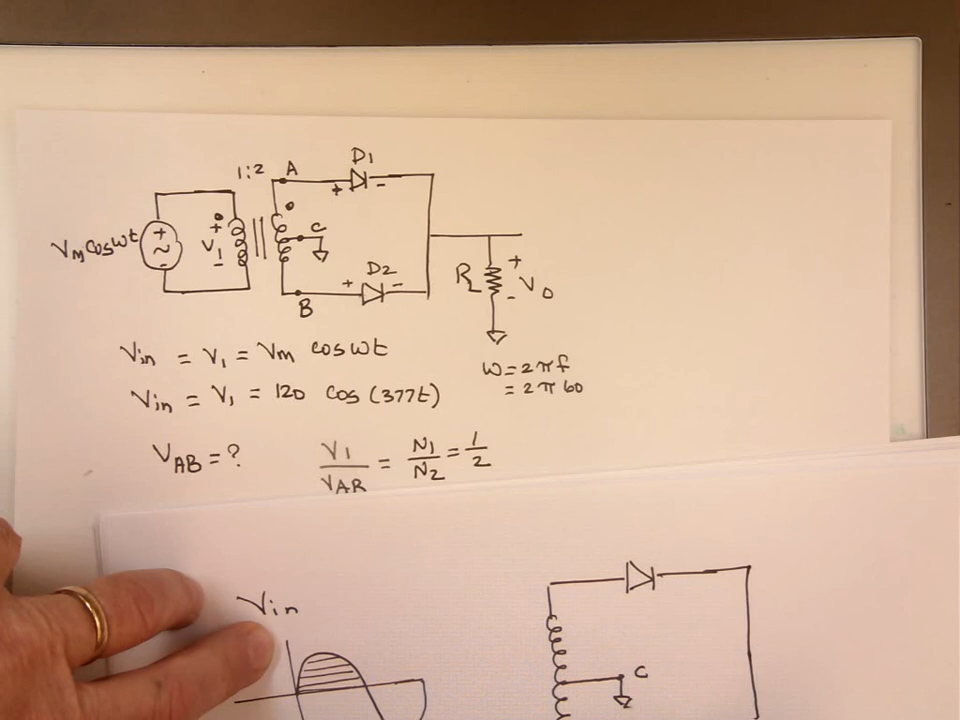 1:2
A
D1
+ -
V_M cos ωt
+
~
-
+
V_1
-
C
D2
+ -
B
R_L
+
V_0
-
V_in = V_1 = V_m cos ωt
V_in = V_1 = 120 cos (377t)
ω = 2πf
= 2π 60
V_AB = ?
V_1/V_AB = N_1/N_2 = 1/2
V_in
C